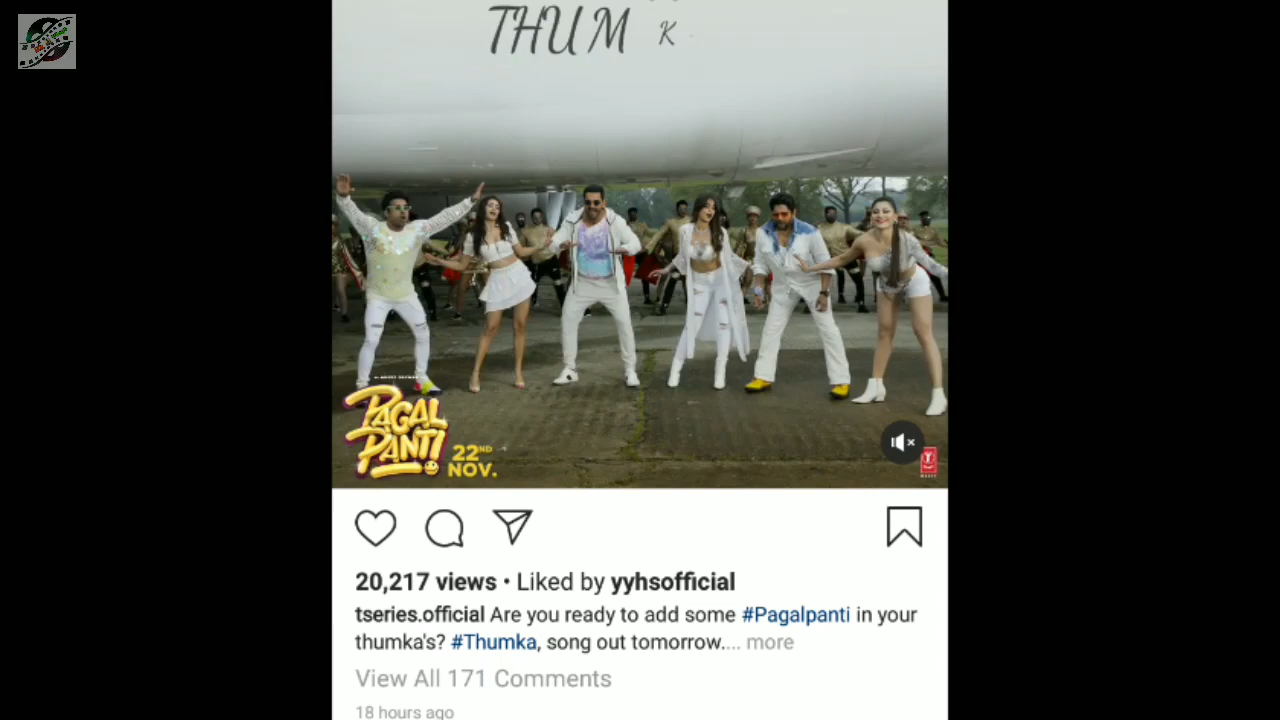 THUM K
PAGAL
PANTI
22ND
NOV.
20,217 views • Liked by yyhsofficial
tseries.official Are you ready to add some #Pagalpanti in your
thumka's? #Thumka, song out tomorrow.... more
View All 171 Comments
18 hours ago